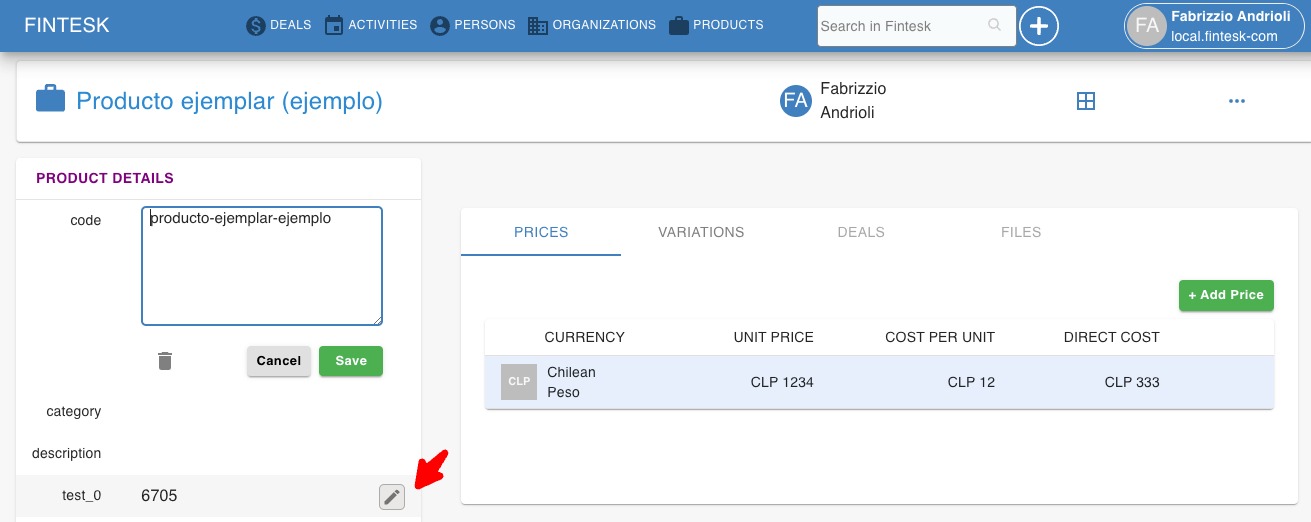 FINTESK
DEALS
ACTIVITIES
PERSONS
ORGANIZATIONS
PRODUCTS
Search in Fintesk
FA
Fabrizzio Andrioli
local.fintesk-com
Producto ejemplar (ejemplo)
FA
Fabrizzio
Andrioli
PRODUCT DETAILS
code
producto-ejemplar-ejemplo
Cancel
Save
category
description
test_0
6705
PRICES
VARIATIONS
DEALS
FILES
+ Add Price
CURRENCY
UNIT PRICE
COST PER UNIT
DIRECT COST
CLP
Chilean
Peso
CLP 1234
CLP 12
CLP 333